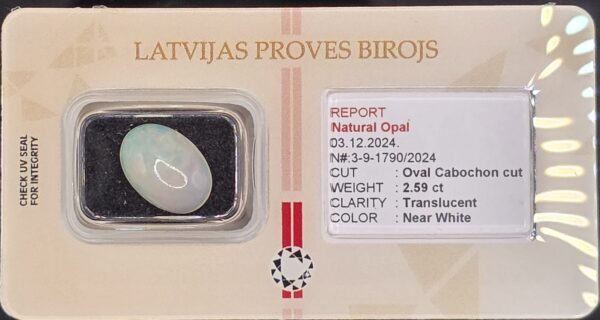 LATVIJAS PROVES BIROJS
CHECK UV SEAL
FOR INTEGRITY
REPORT
Natural Opal
03.12.2024.
N#:3-9-1790/2024
CUT : Oval Cabochon cut
WEIGHT : 2.59 ct
CLARITY : Translucent
COLOR : Near White